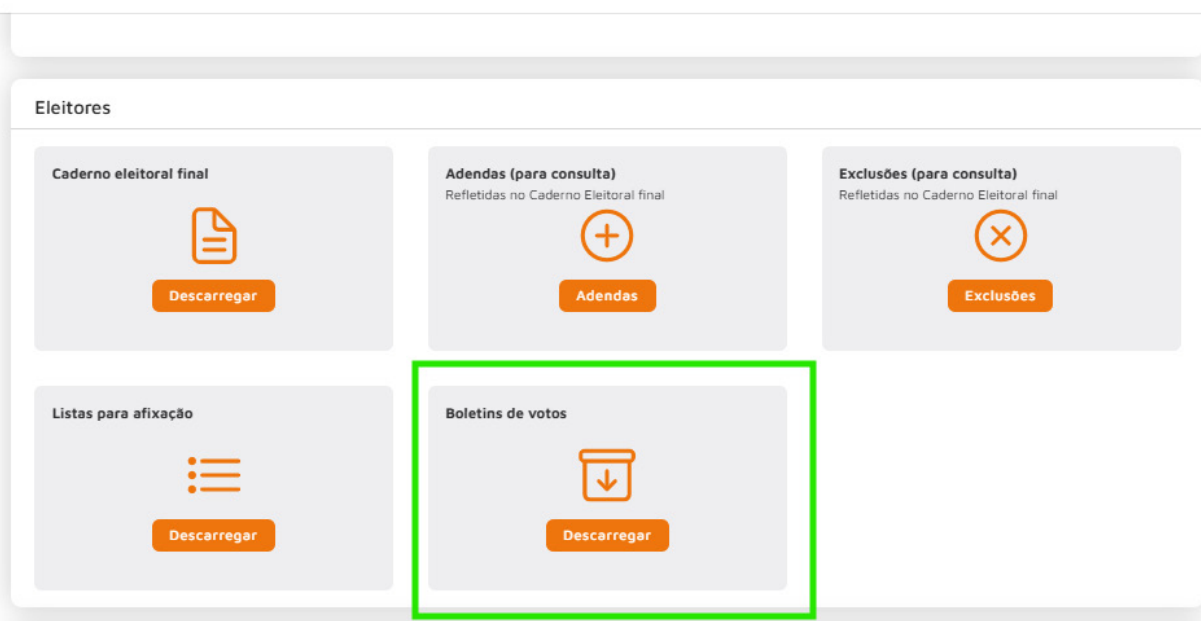 Eleitores
Caderno eleitoral final
Descarregar
Adendas (para consulta)
Refletidas no Caderno Eleitoral final
Adendas
Exclusões (para consulta)
Refletidas no Caderno Eleitoral final
Exclusões
Listas para afixação
Descarregar
Boletins de votos
Descarregar